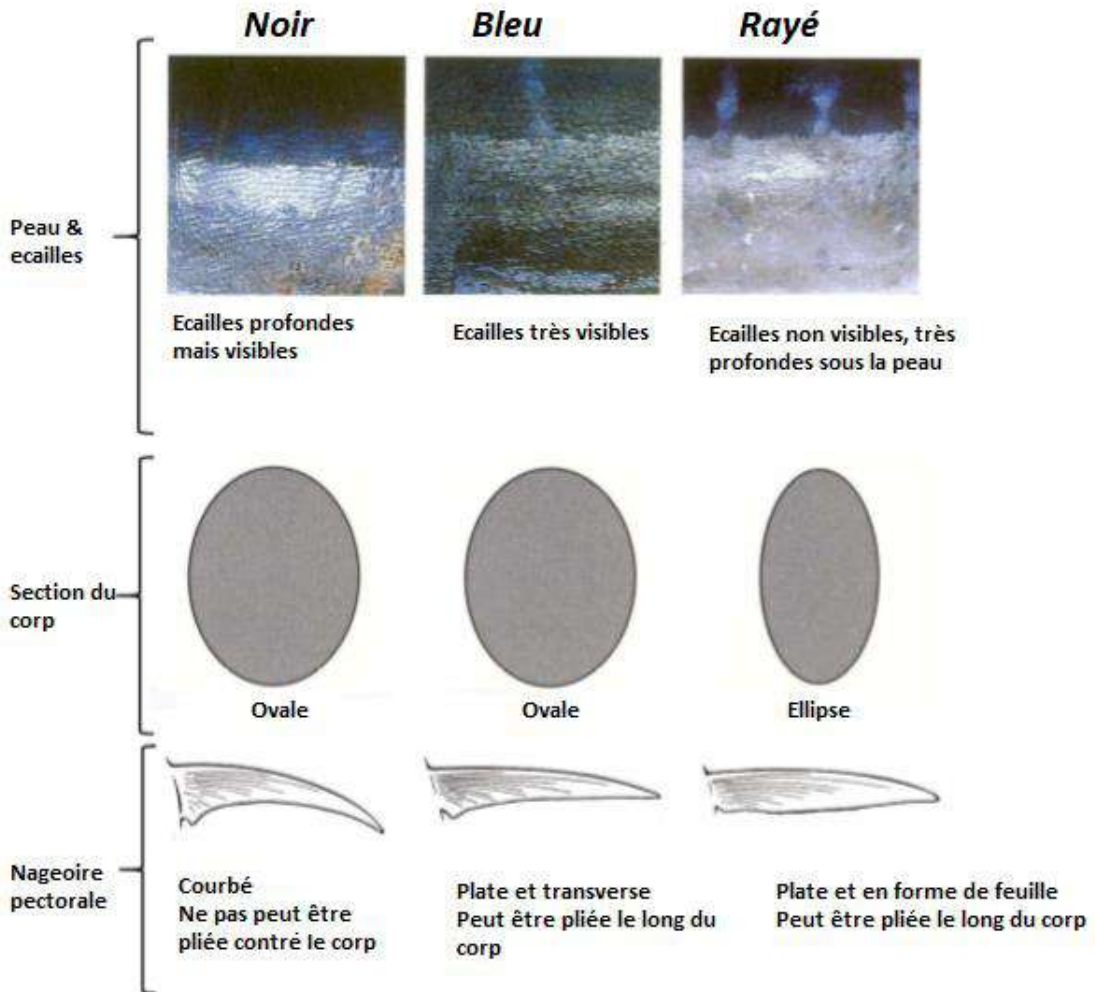 Noir
Bleu
Rayé
Peau &
ecailles
Ecailles profondes
mais visibles
Ecailles très visibles
Ecailles non visibles, très
profondes sous la peau
Section du
corp
Ovale
Ovale
Ellipse
Nageoire
pectorale
Courbé
Ne pas peut être
pliée contré le corp
Plate et transverse
Peut être pliée le long du
corp
Plate et en forme de feuille
Peut être pliée le long du corp